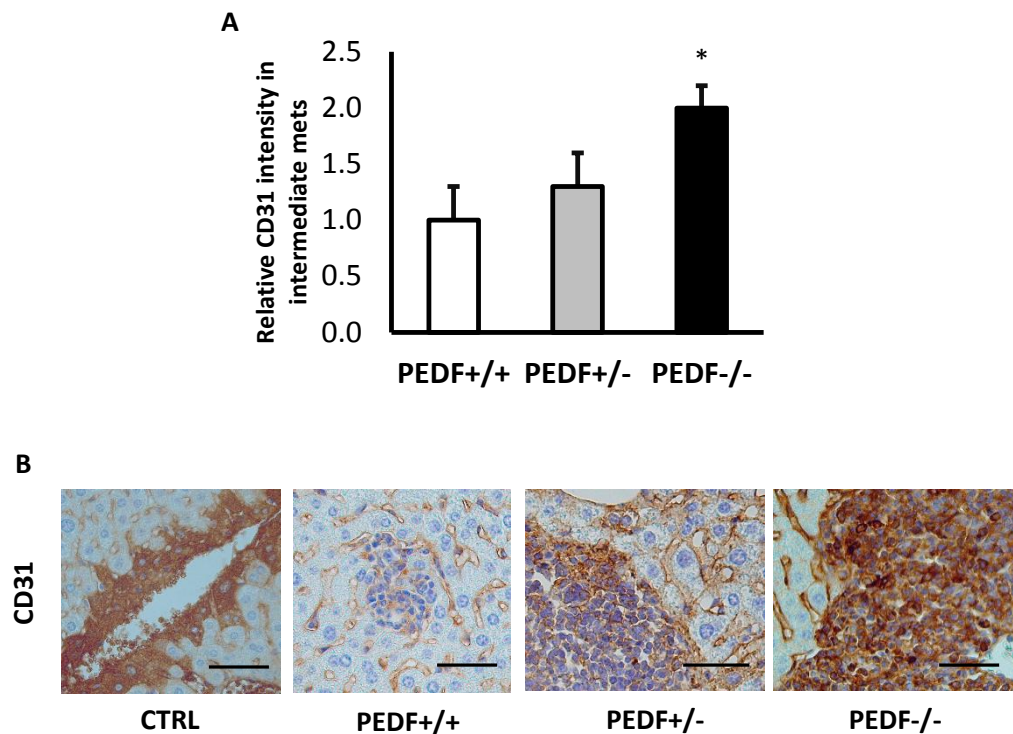 A
Relative CD31 intensity in
intermediate mets
2.5
2.0
1.5
1.0
0.5
0.0
*
PEDF+/+ PEDF+/- PEDF-/-
B
CD31
CTRL PEDF+/+ PEDF+/- PEDF-/-